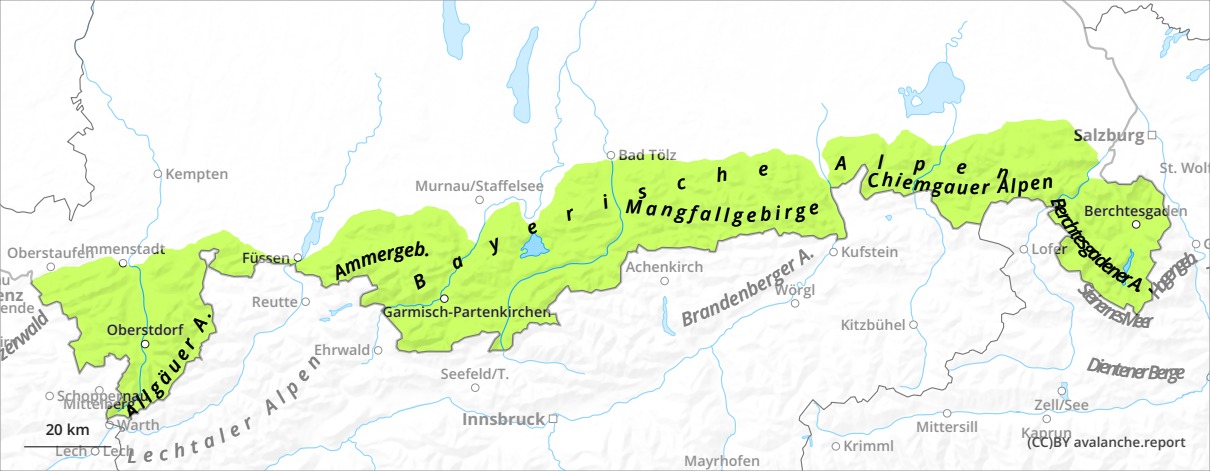 Salzburg
Bad Tölz
A l p e n
St. Wolf
Kempten
Murnau/Staffelsee
B a y e r i s c h e
Chiemgauer Alpen
Mangfallgebirge
Berchtesgaden
Oberstaufen
Immenstadt
Füssen
Ammergeb.
Kufstein
Lofer
Berchtesgadener A.
Achenkirch
Brandenberger A.
Wörgl
Steinernes Meer
Reutte
Garmisch-Partenkirchen
Oberstdorf
Kitzbühel
Ehrwald
Allgäuer A.
Seefeld/T.
Dientener Berge
Schoppernau
Mittelberg
Lechtaler Alpen
Innsbruck
Zell/See
Warth
Mittersill
Kaprun
20 km
Lech
Lech
Krimml
Mayrhofen
(CC)BY avalanche.report